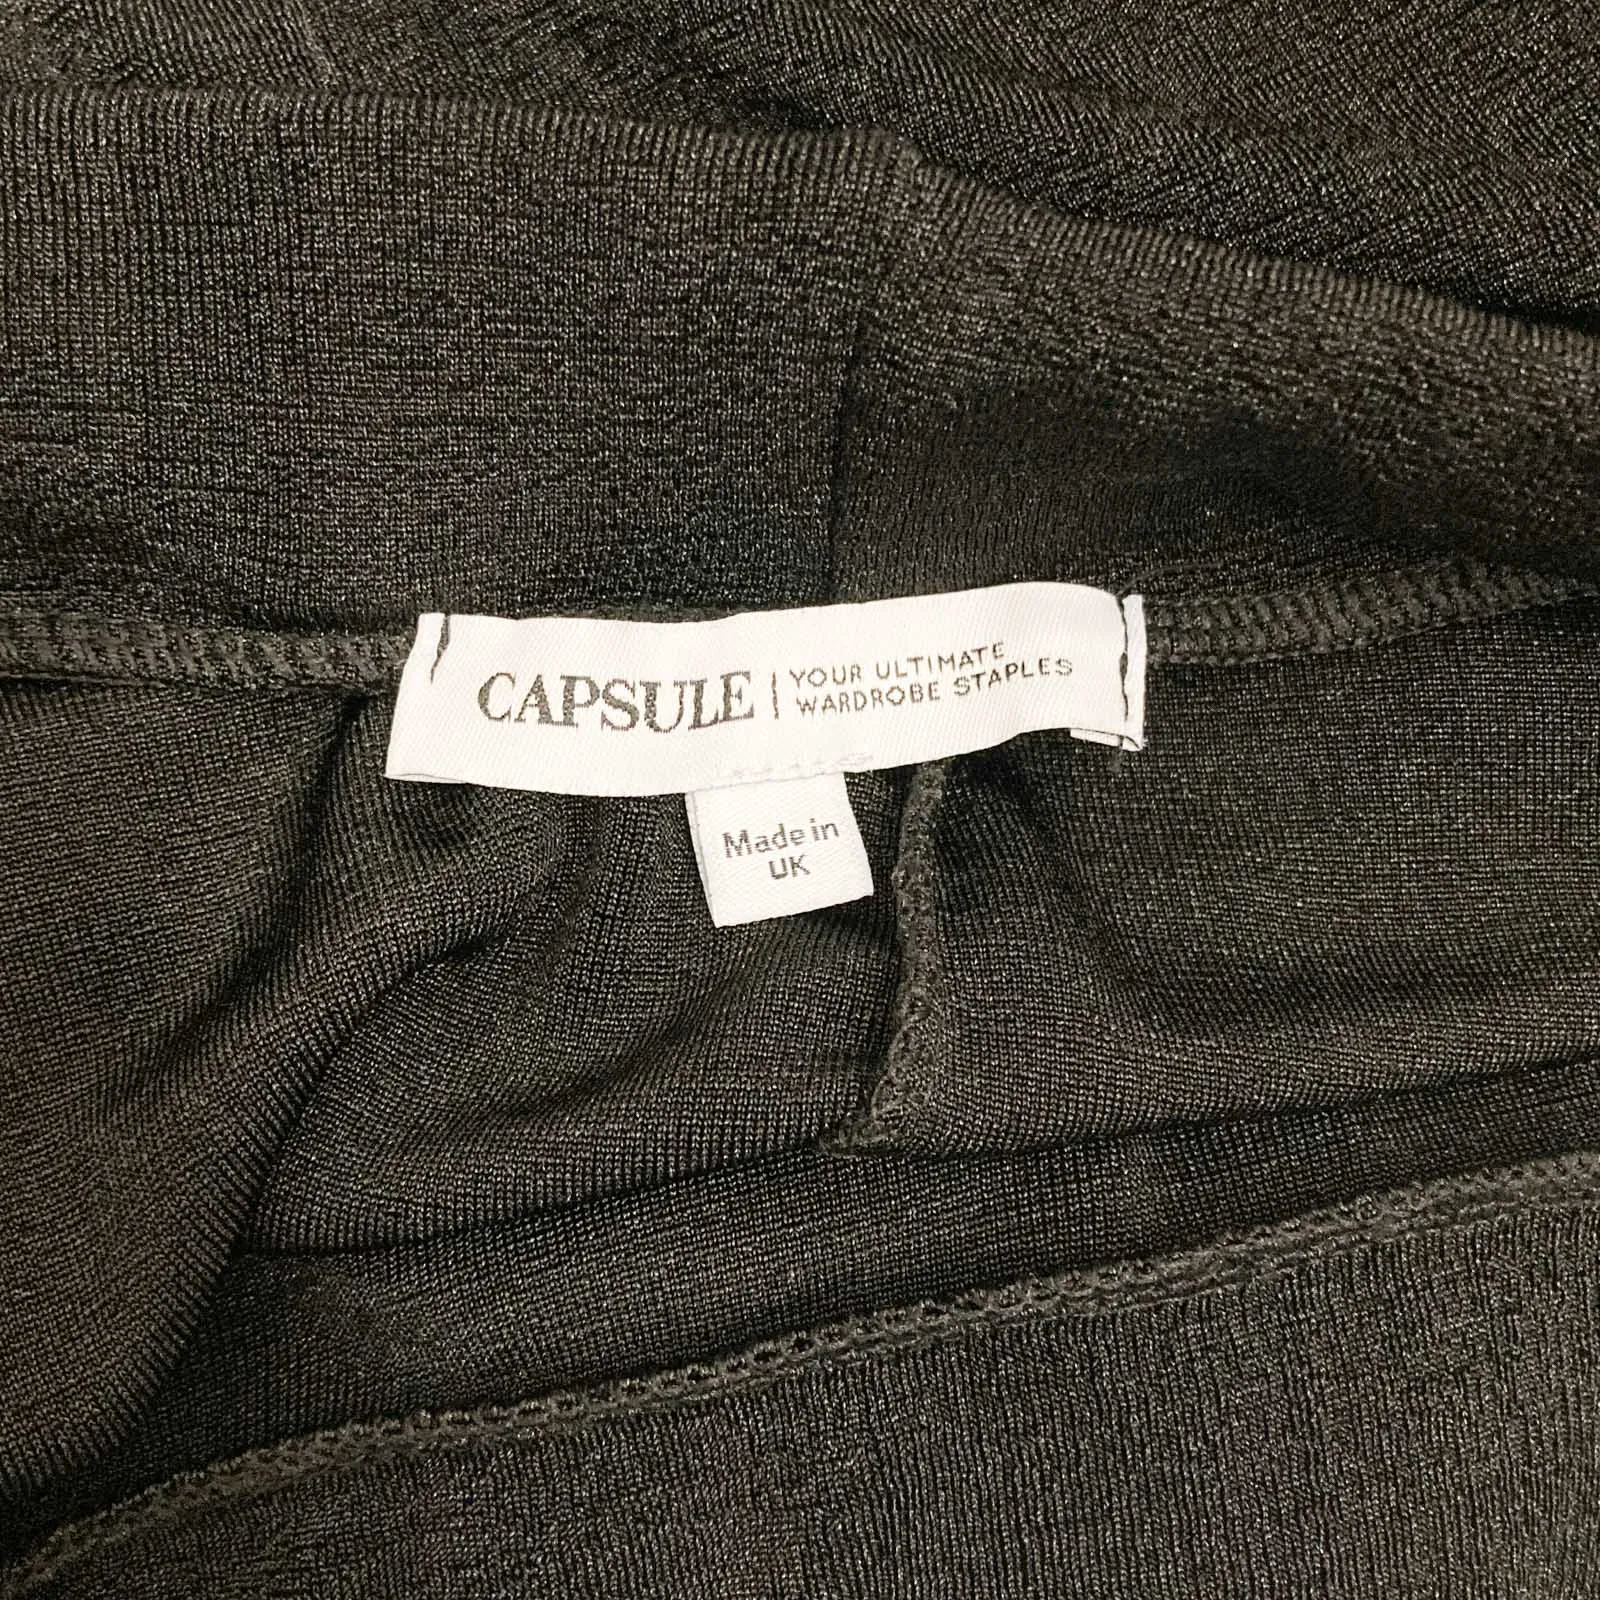 CAPSULE | YOUR ULTIMATE
WARDROBE STAPLES
Made in
UK